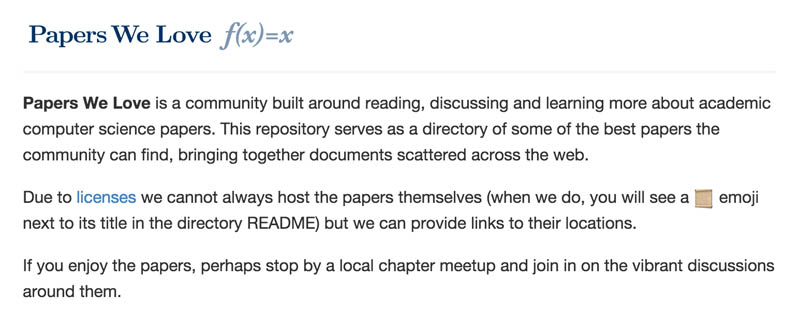 Papers We Love f(x)=x
Papers We Love is a community built around reading, discussing and learning more about academic
computer science papers. This repository serves as a directory of some of the best papers the
community can find, bringing together documents scattered across the web.
Due to licenses we cannot always host the papers themselves (when we do, you will see a 📜 emoji
next to its title in the directory README) but we can provide links to their locations.
If you enjoy the papers, perhaps stop by a local chapter meetup and join in on the vibrant discussions
around them.